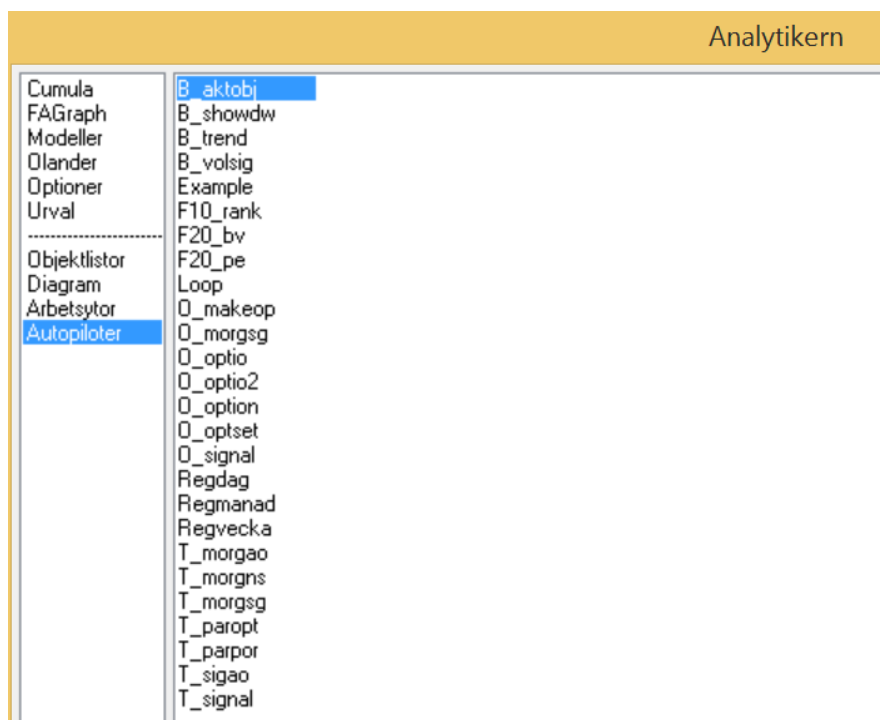 Analytikern
Cumula
FAGraph
Modeller
Olander
Optioner
Urval
Objektlistor
Diagram
Arbetsytor
Autopiloter
B_aktobj
B_showdw
B_trend
B_volsig
Example
F10_rank
F20_bv
F20_pe
Loop
O_makeop
O_morgsg
O_optio
O_optio2
O_option
O_optset
O_signal
Regdag
Regmanad
Regvecka
T_morgao
T_morgns
T_morgsg
T_paropt
T_parpor
T_sigao
T_signal